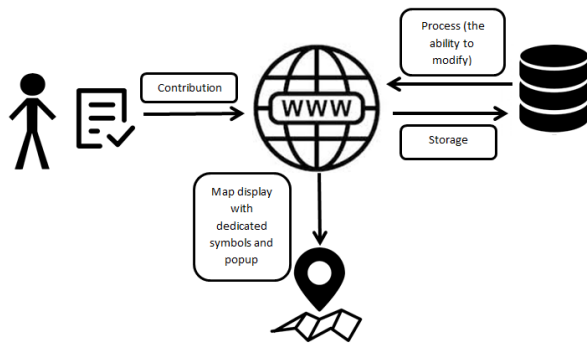 Process (the
ability to
modify)
Contribution
WWW
Storage
Map display
with
dedicated
symbols and
popup